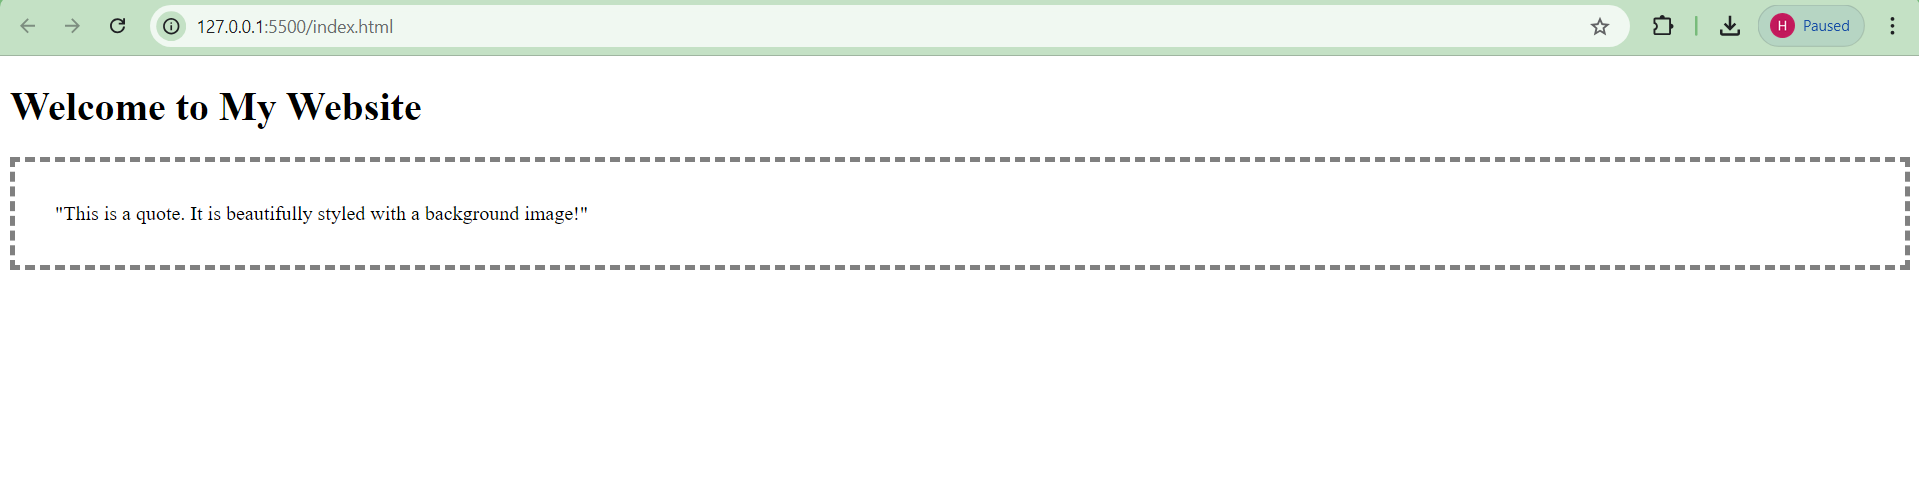 127.0.0.1:5500/index.html
H Paused
Welcome to My Website
"This is a quote. It is beautifully styled with a background image!"